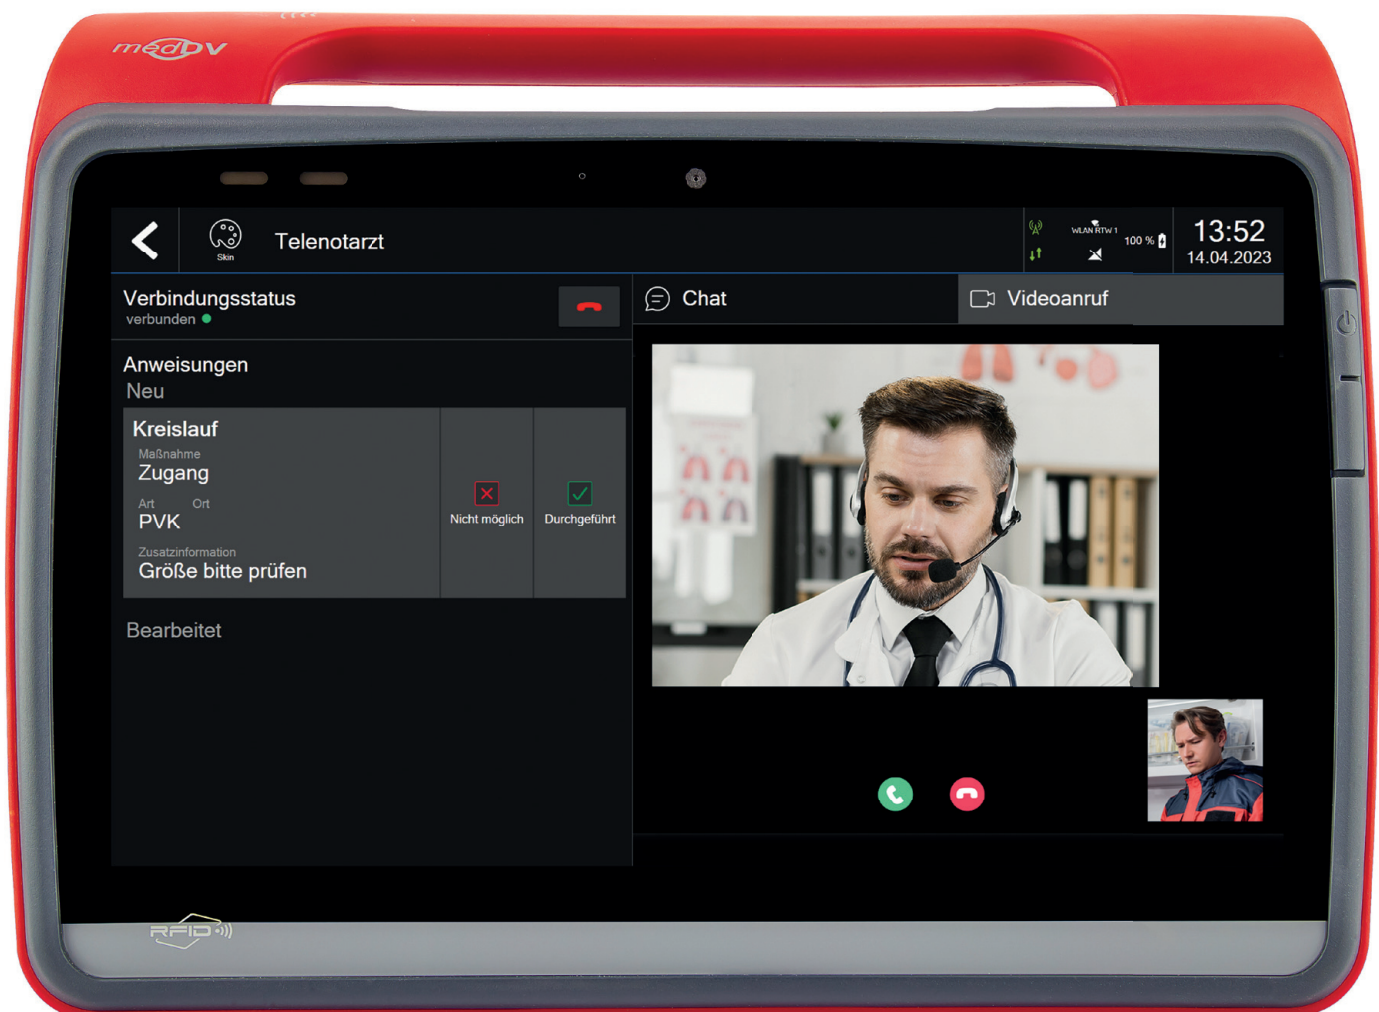 medDV
Telenotarzt
Skin
WLAN RTW 1
100 %
13:52
14.04.2023
Verbindungsstatus
verbunden
Chat
Videoanruf
Anweisungen
Neu
Kreislauf
Maßnahme
Zugang
Art Ort
PVK
Zusatzinformation
Größe bitte prüfen
Nicht möglich
Durchgeführt
Bearbeitet
RFID